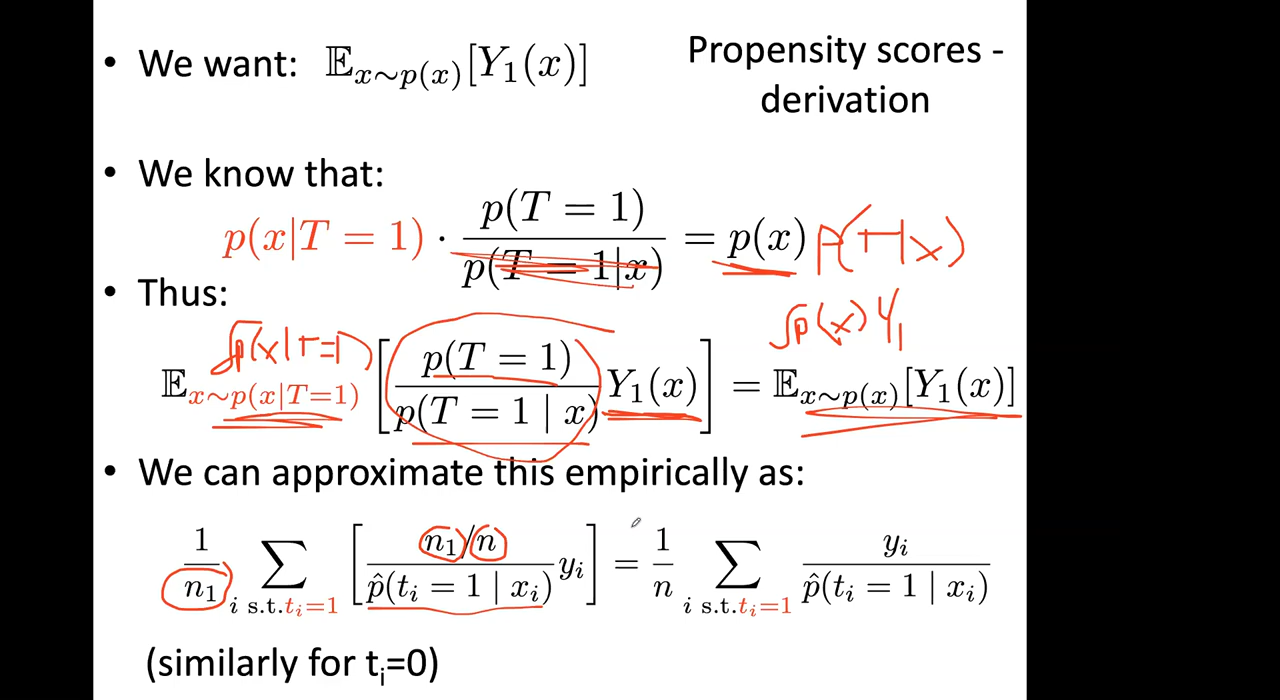 Propensity scores -
derivation
• We want: 𝔼_{x∼p(x)}[Y₁(x)]
• We know that:
p(x|T = 1) · p(T = 1) / p(T = 1|x) = p(x) p(T|x)
• Thus:
∫p(x|T=1) ∫p(x) Y₁
𝔼_{x∼p(x|T=1)} [ p(T = 1) / p(T = 1 | x) Y₁(x) ] = 𝔼_{x∼p(x)}[Y₁(x)]
• We can approximate this empirically as:
1/n₁ ∑_{i s.t. tᵢ=1} [ n₁/n / p̂(tᵢ = 1 | xᵢ) yᵢ ] = 1/n ∑_{i s.t. tᵢ=1} yᵢ / p̂(tᵢ = 1 | xᵢ)
(similarly for tᵢ=0)